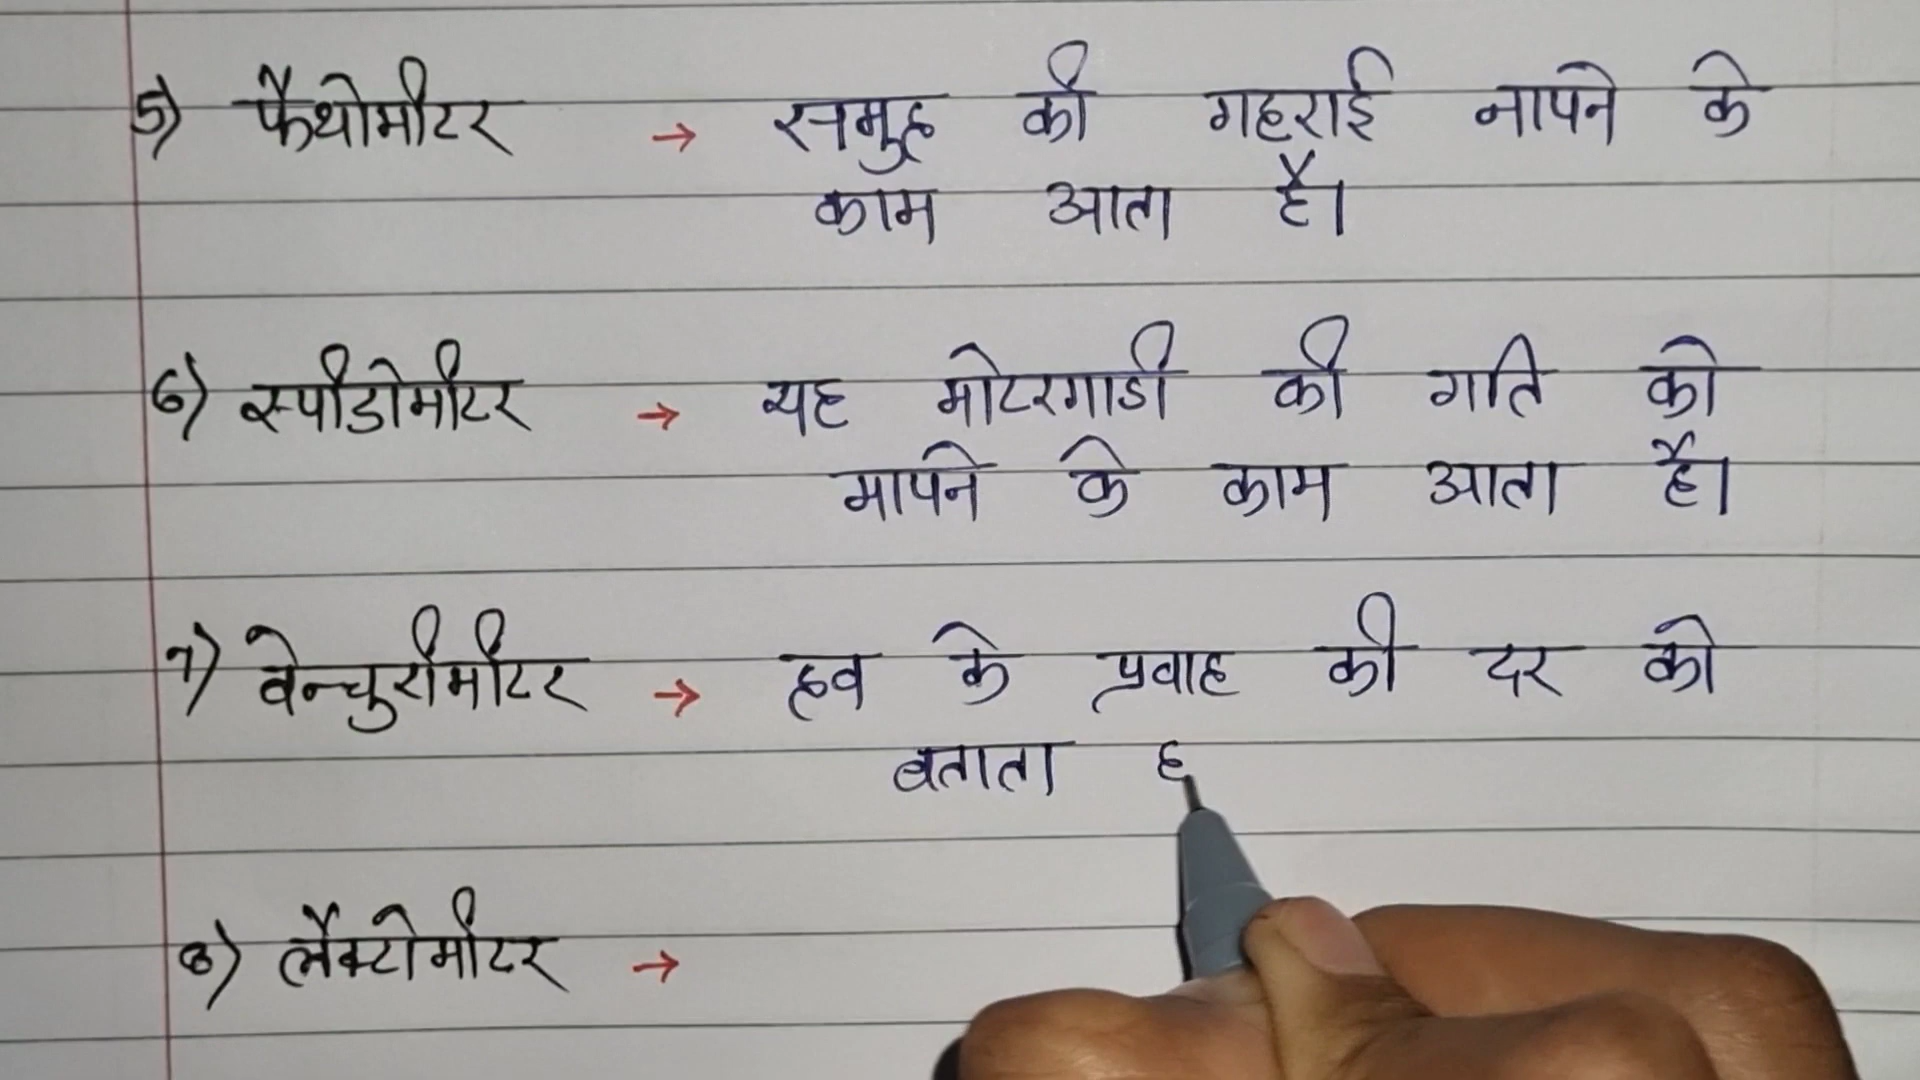 5) फैथोमीटर → समुद्र की गहराई नापने के
काम आता है।
6) स्पीडोमीटर → यह मोटरगाडी की गति को
मापने के काम आता है।
7) वेन्चुरीमीटर → द्रव के प्रवाह की दर को
बताता ह
8) लैक्टोमीटर →